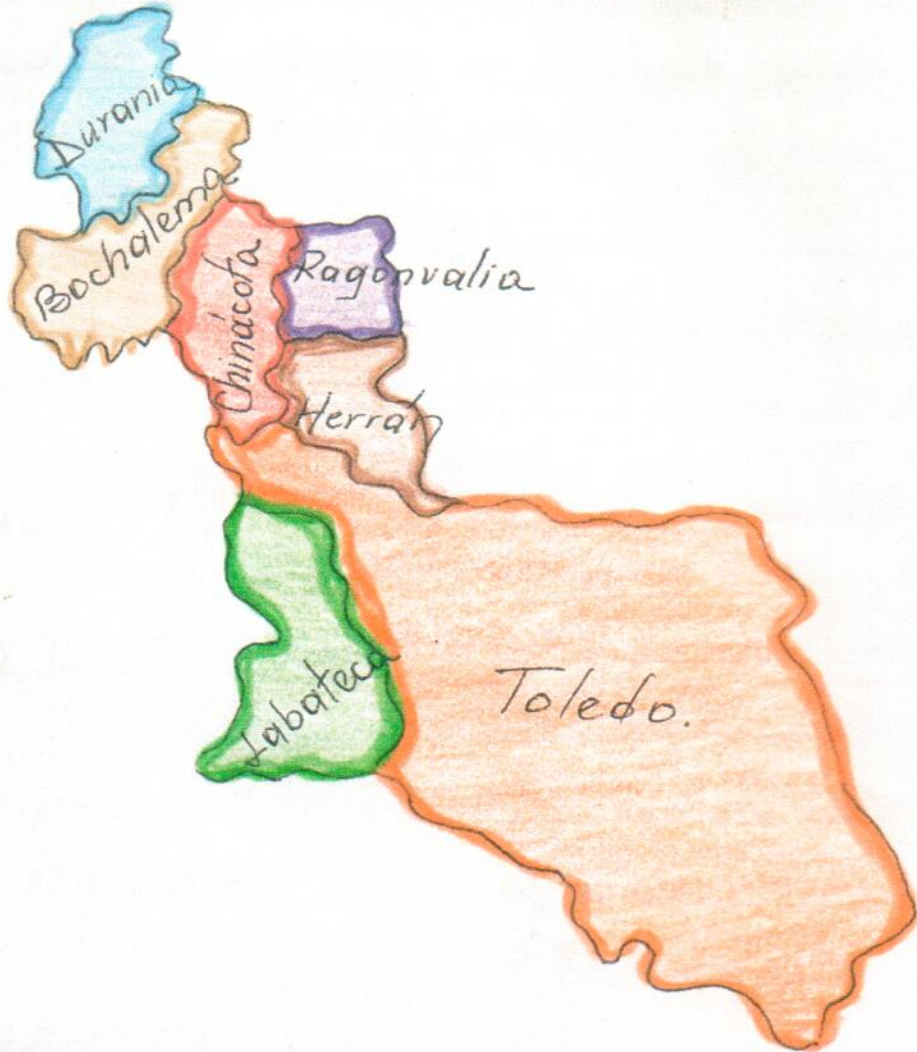 Durania
Bochalema
Chinácota
Ragonvalia
Herrán
Labateca
Toledo.